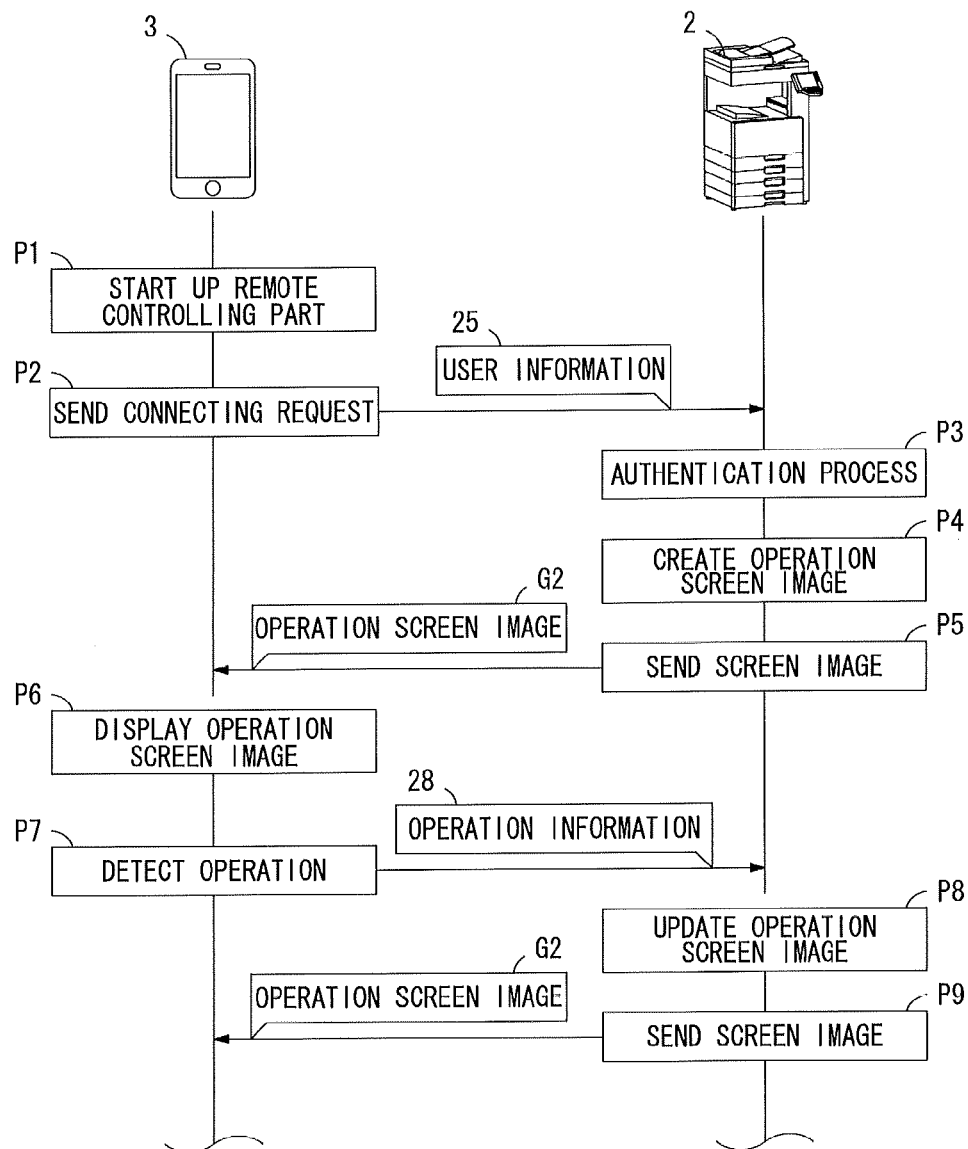 3
2
P1
START UP REMOTE
CONTROLLING PART
25
USER INFORMATION
P2
SEND CONNECTING REQUEST
P3
AUTHENTICATION PROCESS
P4
CREATE OPERATION
SCREEN IMAGE
G2
OPERATION SCREEN IMAGE
P5
SEND SCREEN IMAGE
P6
DISPLAY OPERATION
SCREEN IMAGE
28
OPERATION INFORMATION
P7
DETECT OPERATION
P8
UPDATE OPERATION
SCREEN IMAGE
G2
OPERATION SCREEN IMAGE
P9
SEND SCREEN IMAGE